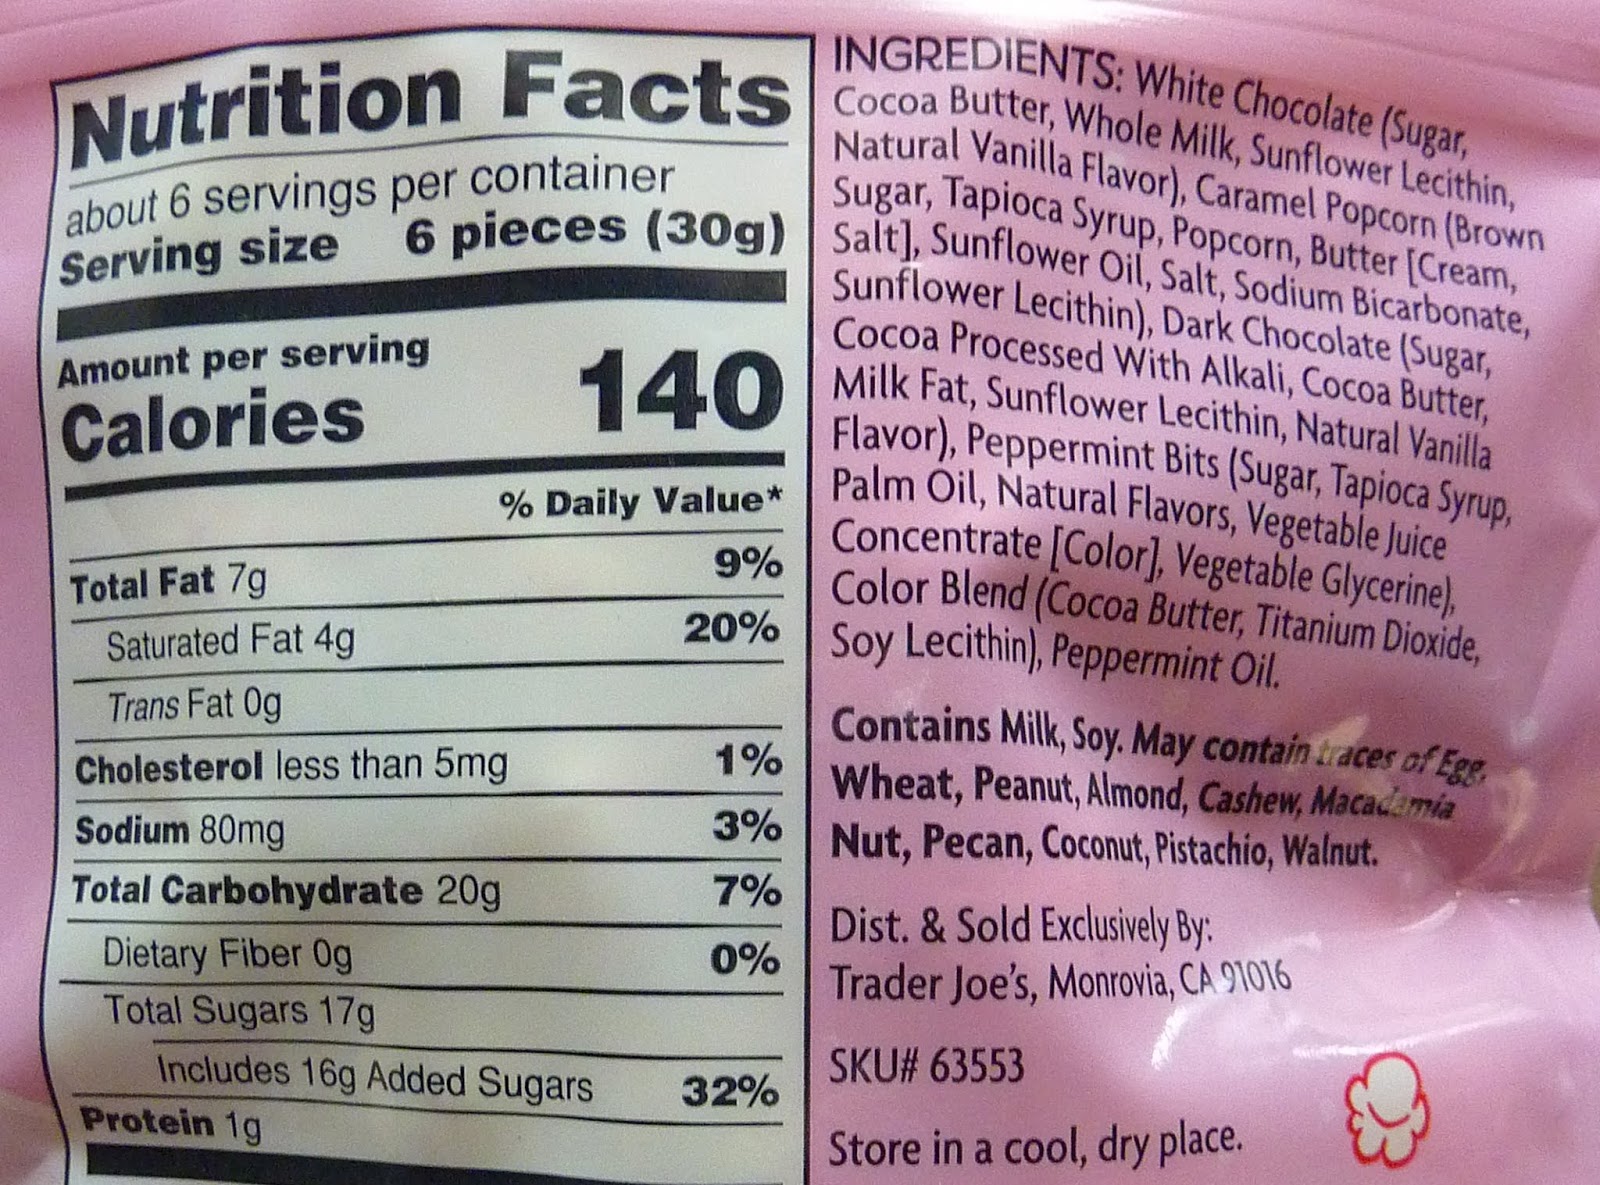 Nutrition Facts
about 6 servings per container
Serving size 6 pieces (30g)
Amount per serving
Calories 140
% Daily Value*
Total Fat 7g 9%
Saturated Fat 4g 20%
Trans Fat 0g
Cholesterol less than 5mg 1%
Sodium 80mg 3%
Total Carbohydrate 20g 7%
Dietary Fiber 0g 0%
Total Sugars 17g
Includes 16g Added Sugars 32%
Protein 1g
INGREDIENTS: White Chocolate (Sugar,
Cocoa Butter, Whole Milk, Sunflower Lecithin,
Natural Vanilla Flavor), Caramel Popcorn (Brown
Sugar, Tapioca Syrup, Popcorn, Butter [Cream,
Salt], Sunflower Oil, Salt, Sodium Bicarbonate,
Sunflower Lecithin), Dark Chocolate (Sugar,
Cocoa Processed With Alkali, Cocoa Butter,
Milk Fat, Sunflower Lecithin, Natural Vanilla
Flavor), Peppermint Bits (Sugar, Tapioca Syrup,
Palm Oil, Natural Flavors, Vegetable Juice
Concentrate [Color], Vegetable Glycerine),
Color Blend (Cocoa Butter, Titanium Dioxide,
Soy Lecithin), Peppermint Oil.
Contains Milk, Soy. May contain traces of Egg,
Wheat, Peanut, Almond, Cashew, Macadamia
Nut, Pecan, Coconut, Pistachio, Walnut.
Dist. & Sold Exclusively By:
Trader Joe's, Monrovia, CA 91016
SKU# 63553
Store in a cool, dry place.